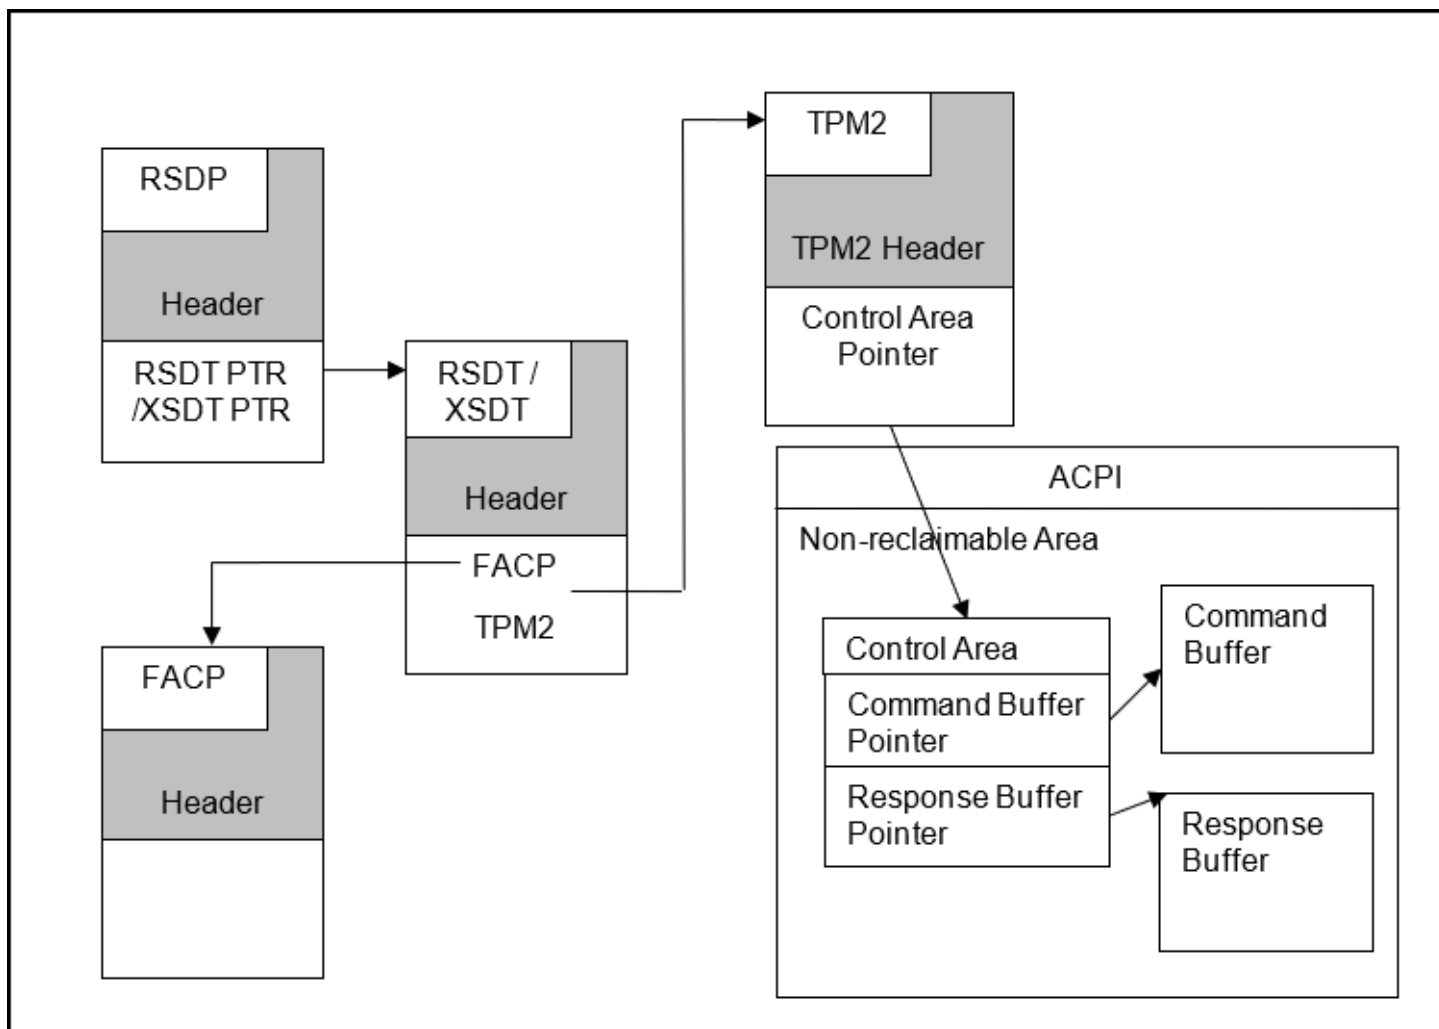 RSDP
Header
RSDT PTR
/XSDT PTR
RSDT /
XSDT
Header
FACP
TPM2
FACP
Header
TPM2
TPM2 Header
Control Area
Pointer
ACPI
Non-reclaimable Area
Control Area
Command Buffer
Pointer
Response Buffer
Pointer
Command
Buffer
Response
Buffer